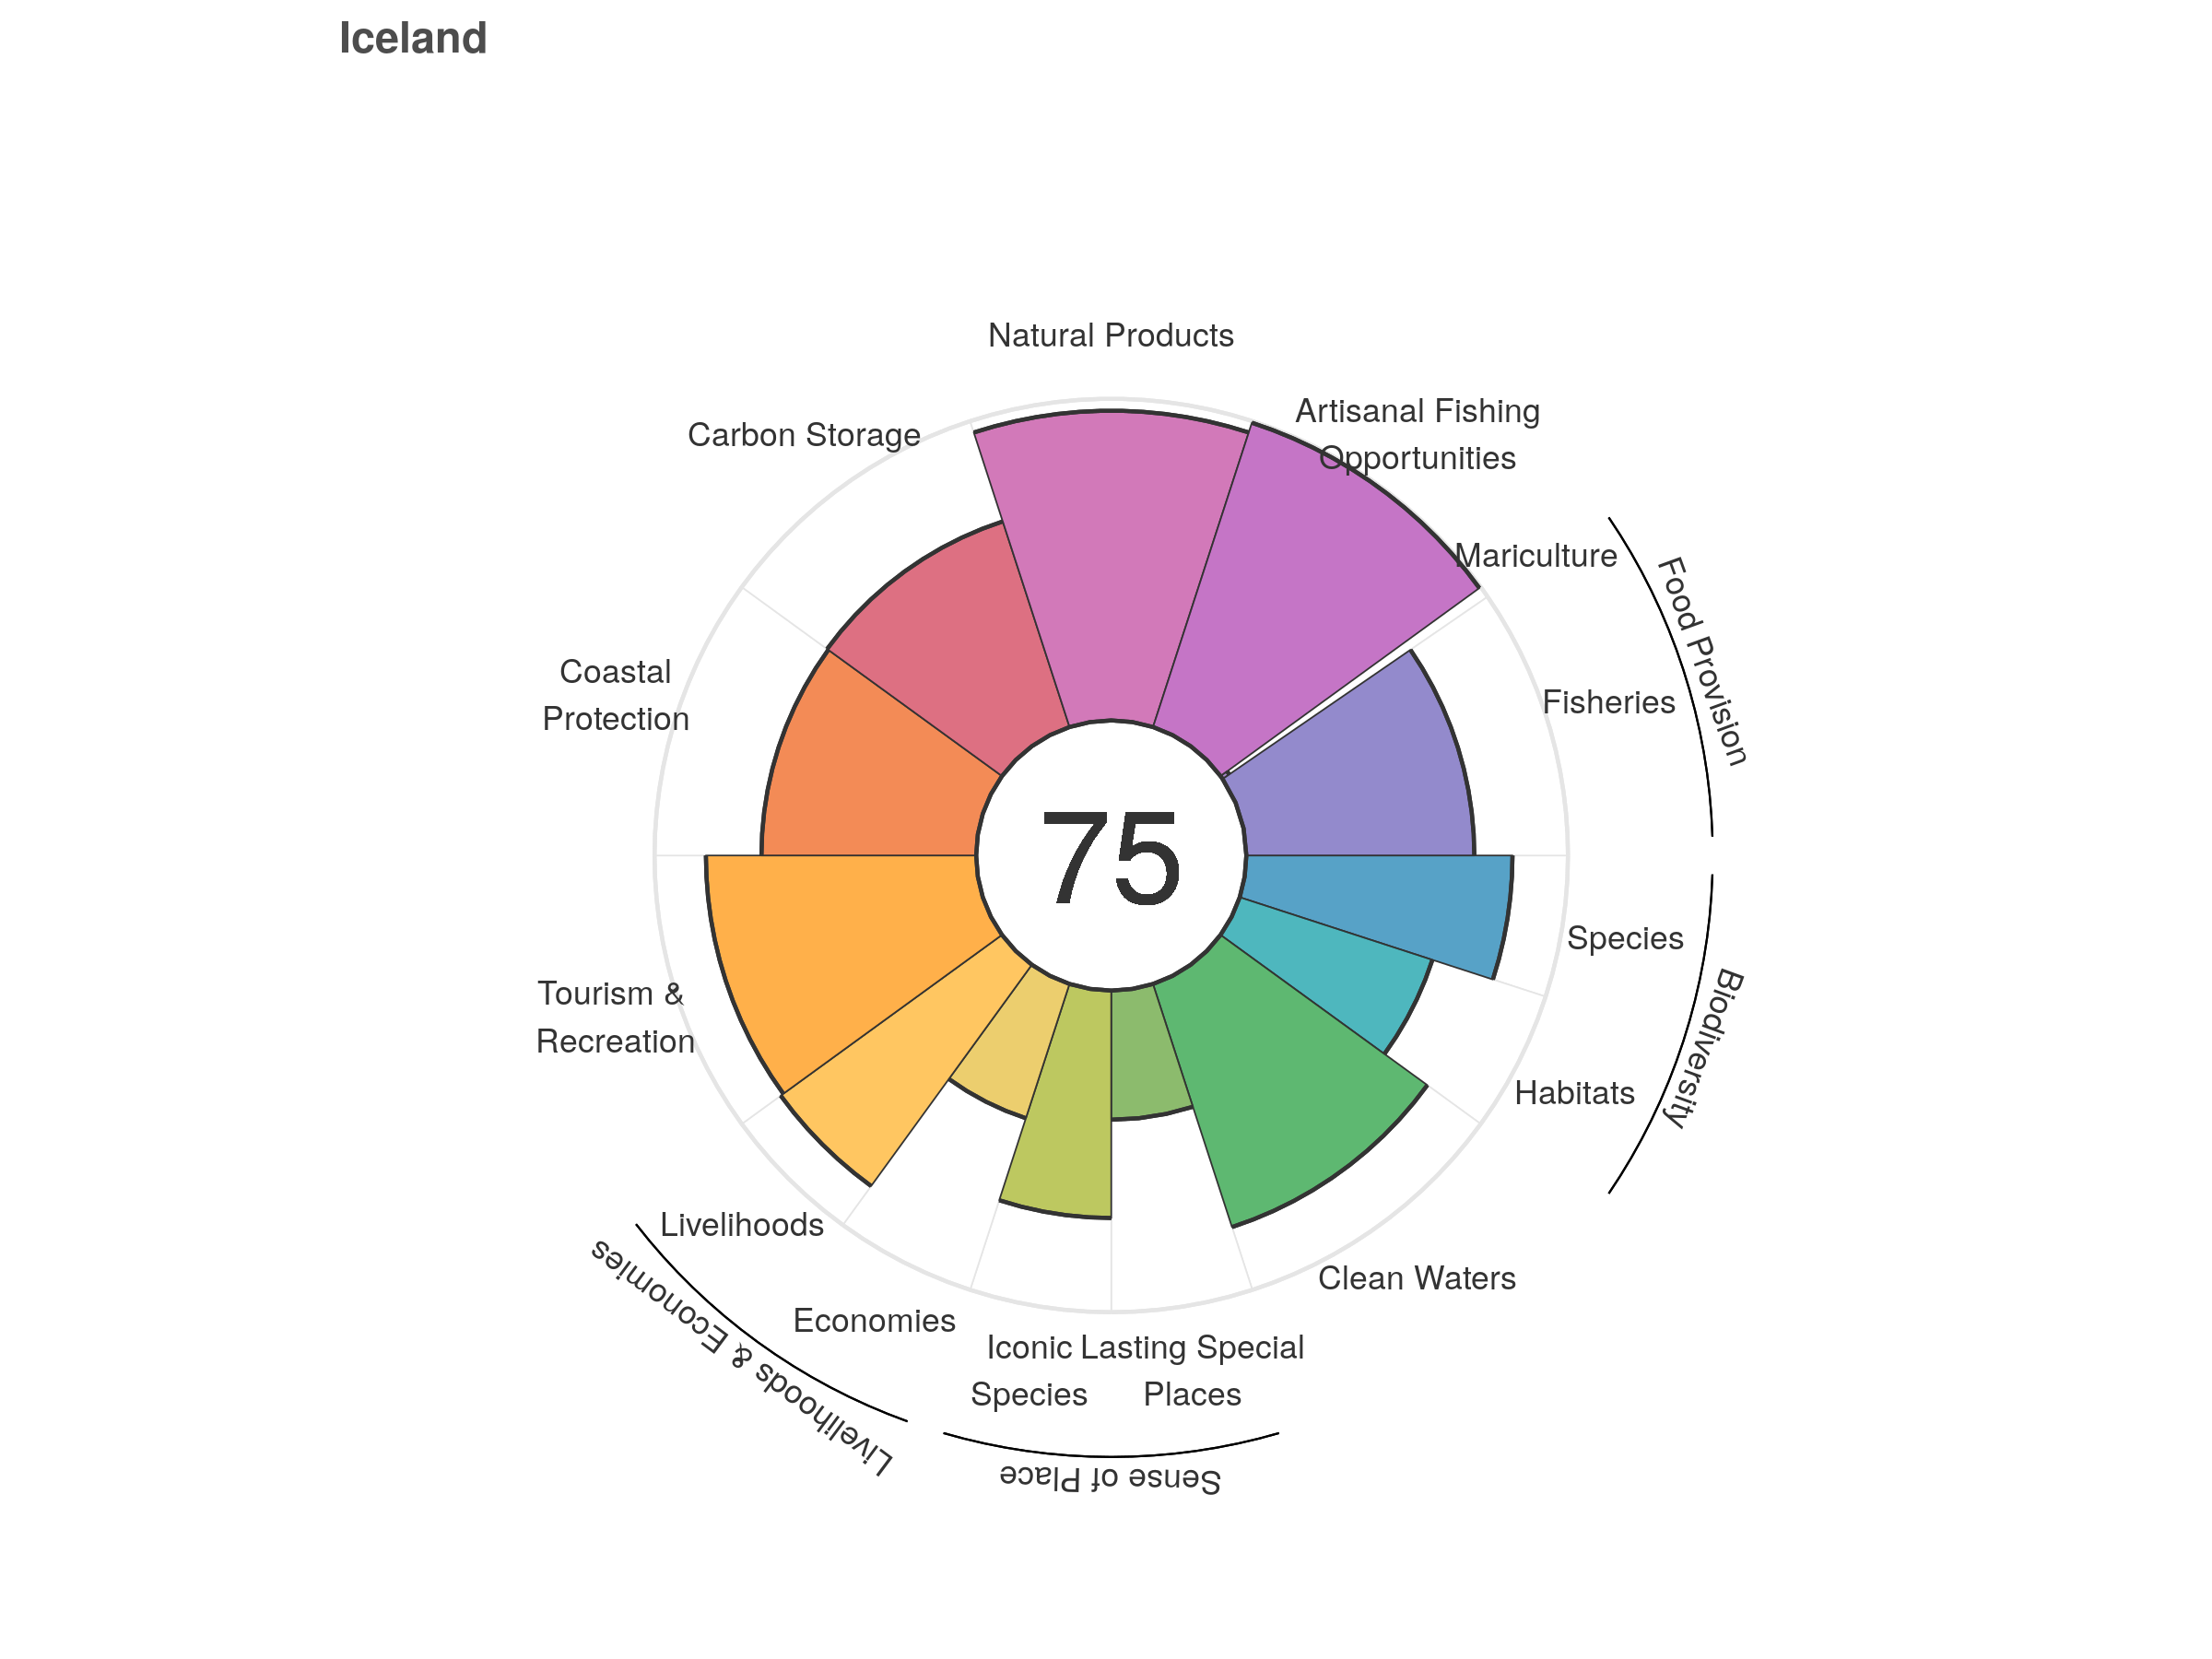 Iceland
Natural Products
Artisanal Fishing
Opportunities
Carbon Storage
Mariculture
Food Provision
Fisheries
Coastal
Protection
75
Species
Biodiversity
Tourism &
Recreation
Habitats
Livelihoods
Clean Waters
Livelihoods & Economies
Economies
Iconic
Species
Lasting Special
Places
Sense of Place